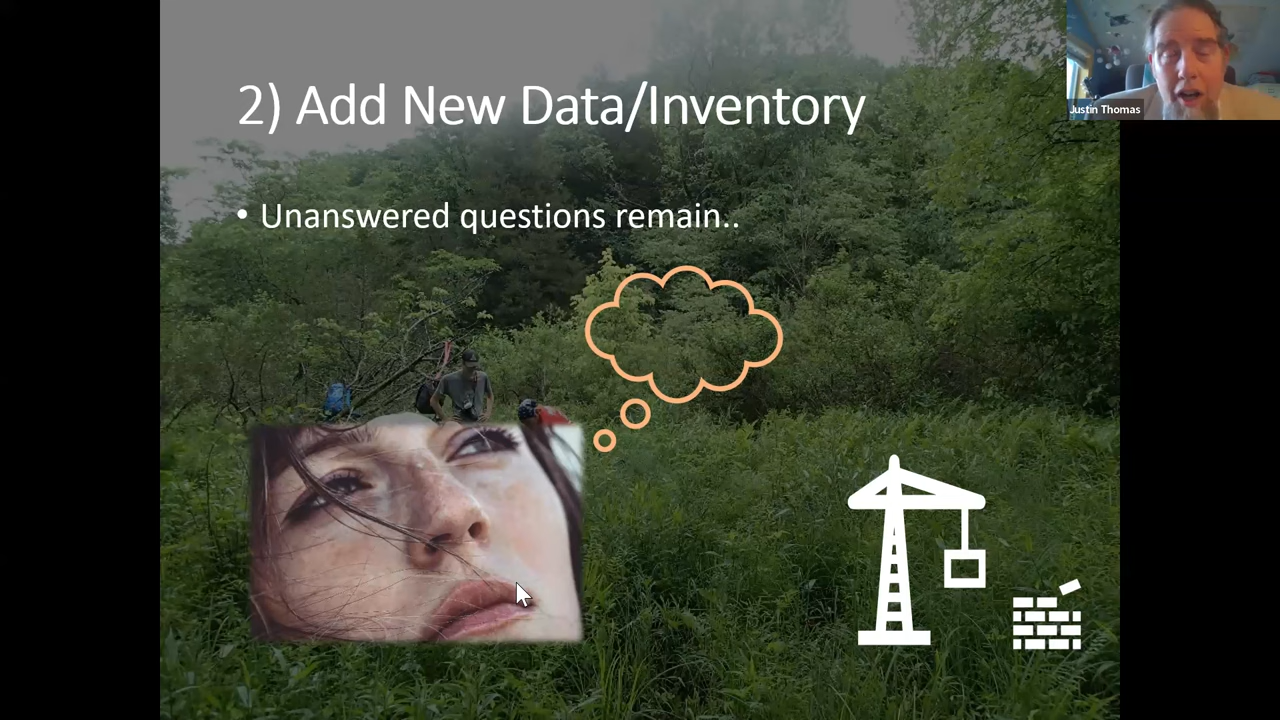 2) Add New Data/Inventory
• Unanswered questions remain..
Justin Thomas